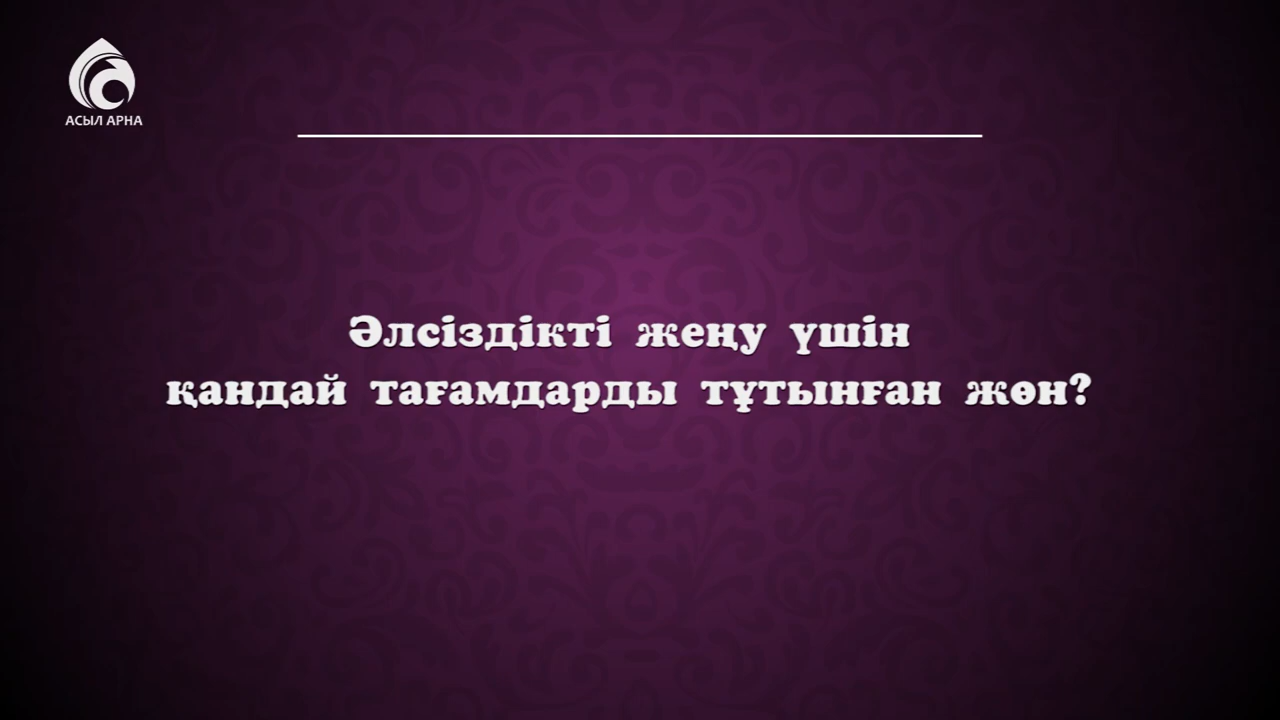 АСЫЛ АРНА
Әлсіздікті жеңу үшін
қандай тағамдарды тұтынған жөн?